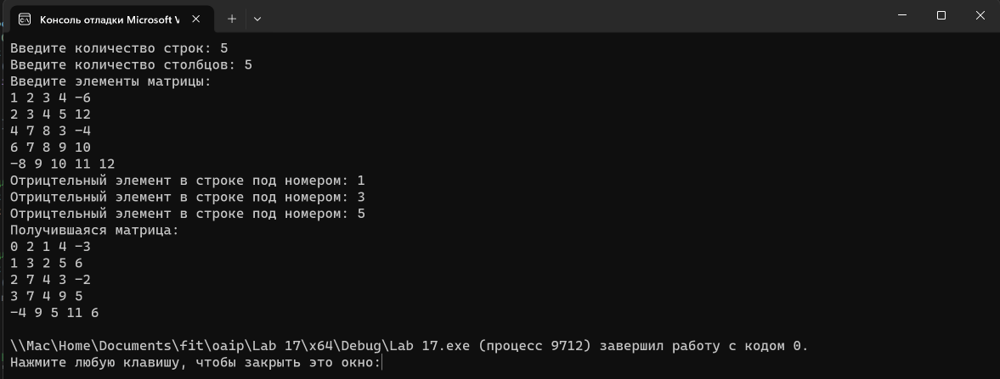 Консоль отладки Microsoft V
Введите количество строк: 5
Введите количество столбцов: 5
Введите элементы матрицы:
1 2 3 4 -6
2 3 4 5 12
4 7 8 3 -4
6 7 8 9 10
-8 9 10 11 12
Отрицтельный элемент в строке под номером: 1
Отрицтельный элемент в строке под номером: 3
Отрицтельный элемент в строке под номером: 5
Получившаяся матрица:
0 2 1 4 -3
1 3 2 5 6
2 7 4 3 -2
3 7 4 9 5
-4 9 5 11 6
\\Mac\Home\Documents\fit\oaip\Lab 17\x64\Debug\Lab 17.exe (процесс 9712) завершил работу с кодом 0.
Нажмите любую клавишу, чтобы закрыть это окно: